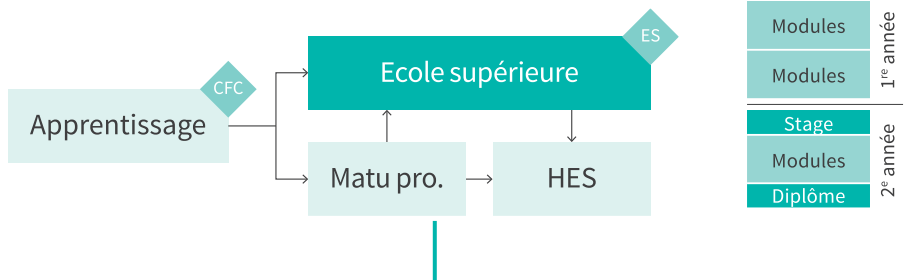 CFC
Apprentissage
ES
Ecole supérieure
Matu pro.
HES
Modules
Modules
1re année
Stage
Modules
Diplôme
2e année